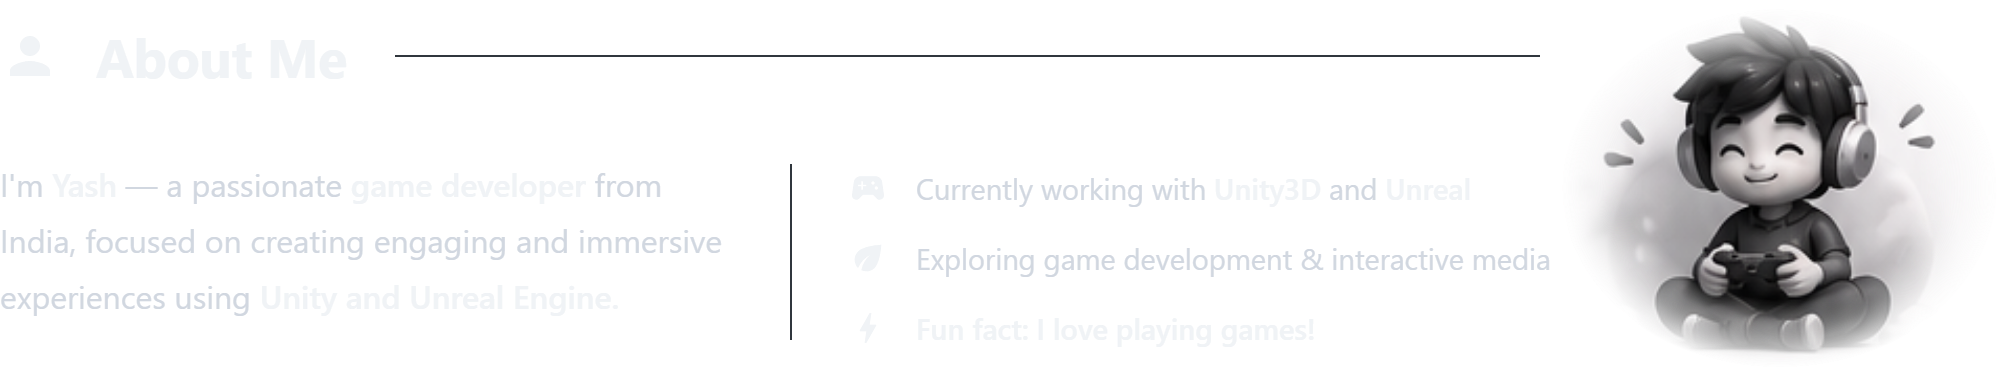 About Me
I'm Yash — a passionate game developer from
India, focused on creating engaging and immersive
experiences using Unity and Unreal Engine.
Currently working with Unity3D and Unreal
Exploring game development & interactive media
Fun fact: I love playing games!